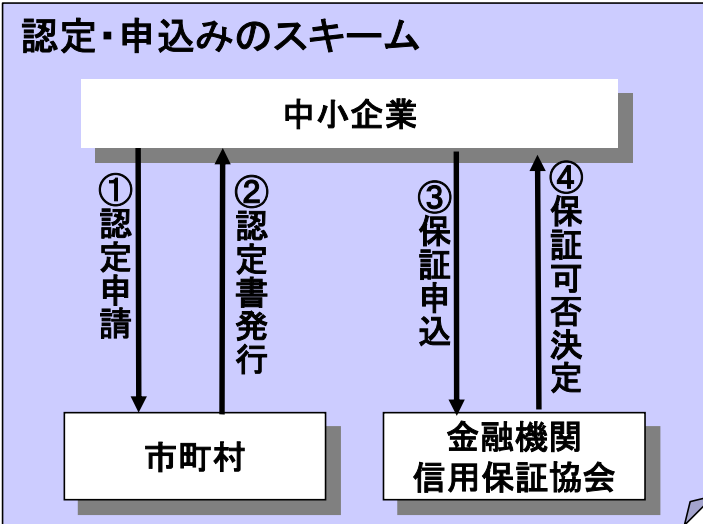 認定・申込みのスキーム
中小企業
①認定申請
②認定書発行
③保証申込
④保証可否決定
市町村
金融機関
信用保証協会